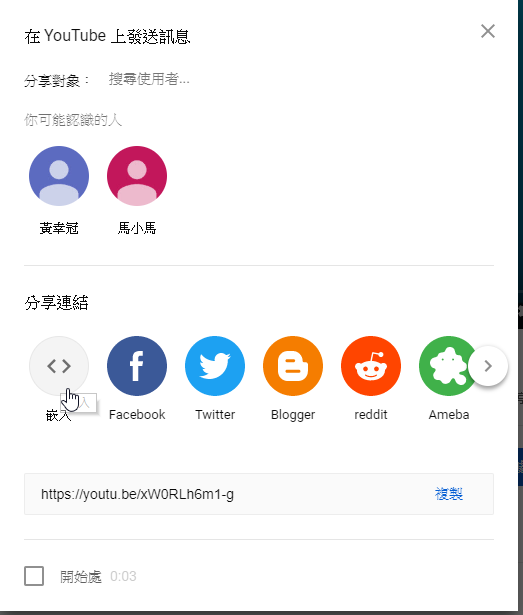 在 YouTube 上發送訊息
分享對象： 搜尋使用者...
你可能認識的人
黃幸冠 馬小馬
分享連結
嵌入 Facebook Twitter Blogger reddit Ameba
https://youtu.be/xW0RLh6m1-g 複製
開始處 0:03